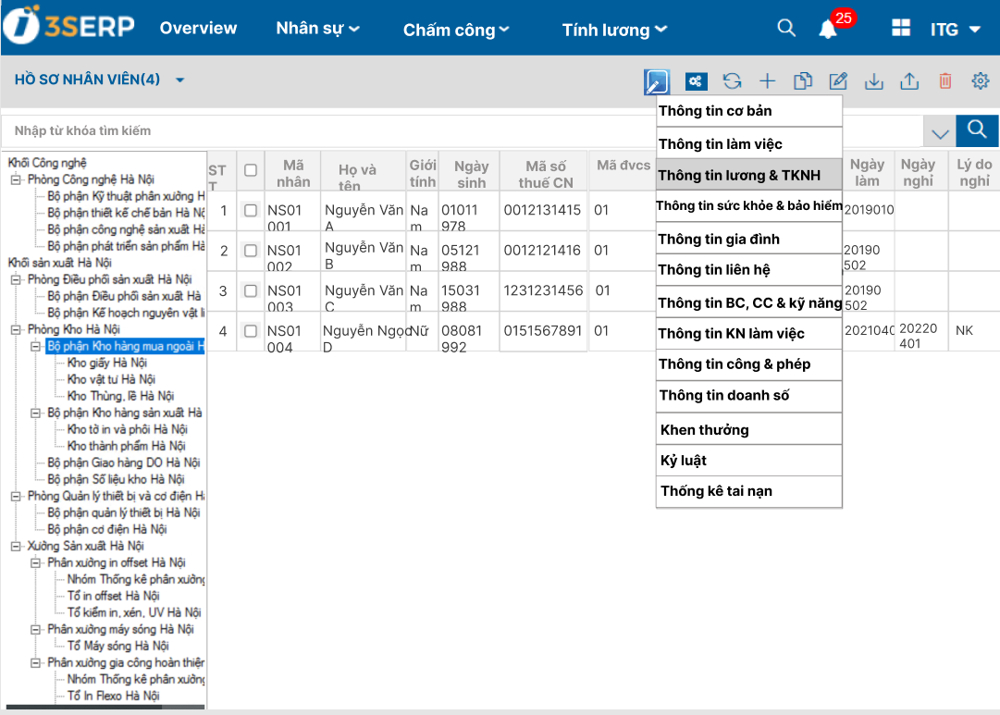 3SERP
Overview
Nhân sự
Chấm công
Tính lương
25
ITG
HỒ SƠ NHÂN VIÊN(4)
Nhập từ khóa tìm kiếm
Khối Công nghệ
Phòng Công nghệ Hà Nội
Bộ phận Kỹ thuật phân xưởng H
Bộ phận thiết kế chế bản Hà Nộ
Bộ phận công nghệ sản xuất Hà
Bộ phận phát triển sản phẩm Hà
Khối sản xuất Hà Nội
Phòng Điều phối sản xuất Hà Nội
Bộ phận Điều phối sản xuất Hà
Bộ phận Kế hoạch nguyên vật li
Phòng Kho Hà Nội
Bộ phận Kho hàng mua ngoài H
Kho giấy Hà Nội
Kho vật tư Hà Nội
Kho Thùng, lề Hà Nội
Bộ phận Kho hàng sản xuất Hà
Kho tờ in và phôi Hà Nội
Kho thành phẩm Hà Nội
Bộ phận Giao hàng DO Hà Nội
Bộ phận Số liệu kho Hà Nội
Phòng Quản lý thiết bị và cơ điện Hà
Bộ phận quản lý thiết bị Hà Nội
Bộ phận cơ điện Hà Nội
Xưởng Sản xuất Hà Nội
Phân xưởng in offset Hà Nội
Nhóm Thống kê phân xưởng
Tổ in offset Hà Nội
Tổ kiểm in, xén, UV Hà Nội
Phân xưởng máy sóng Hà Nội
Tổ Máy sóng Hà Nội
Phân xưởng gia công hoàn thiện
Nhóm Thống kê phân xưởng
Tổ In Flexo Hà Nội
ST
T
Mã
nhân
Họ và
tên
Giới
tính
Ngày
sinh
Mã số
thuế CN
Mã đvcs
Ngày
làm
Ngày
nghỉ
Lý do
nghỉ
1
NS01
001
Nguyễn Văn
A
Na
m
01011
978
0012131415
01
2019010
2
NS01
002
Nguyễn Văn
B
Na
m
05121
988
0012121416
01
20190
502
3
NS01
003
Nguyễn Văn
C
Na
m
15031
988
1231231456
01
20190
502
4
NS01
004
Nguyễn Ngọc
D
Nữ
08081
992
0151567891
01
2021040
20220
401
NK
Thông tin cơ bản
Thông tin làm việc
Thông tin lương & TKNH
Thông tin sức khỏe & bảo hiểm
Thông tin gia đình
Thông tin liên hệ
Thông tin BC, CC & kỹ năng
Thông tin KN làm việc
Thông tin công & phép
Thông tin doanh số
Khen thưởng
Kỷ luật
Thống kê tai nạn